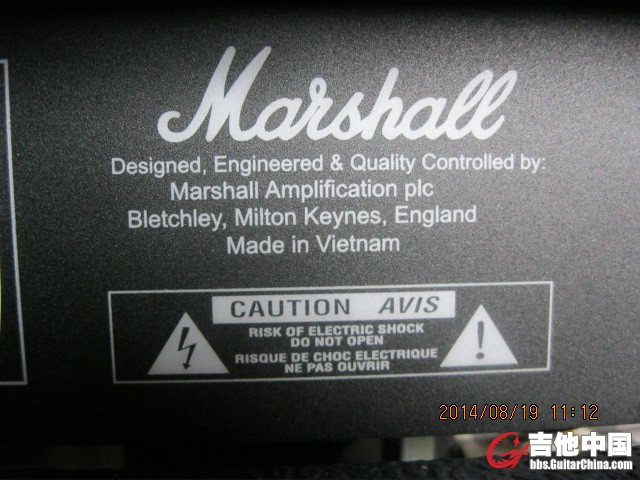 Marshall
Designed, Engineered & Quality Controlled by:
Marshall Amplification plc
Bletchley, Milton Keynes, England
Made in Vietnam
CAUTION AVIS
RISK OF ELECTRIC SHOCK
DO NOT OPEN
RISQUE DE CHOC ELECTRIQUE
NE PAS OUVRIR
2014/08/19 11:12
吉他中国
bbs.GuitarChina.com